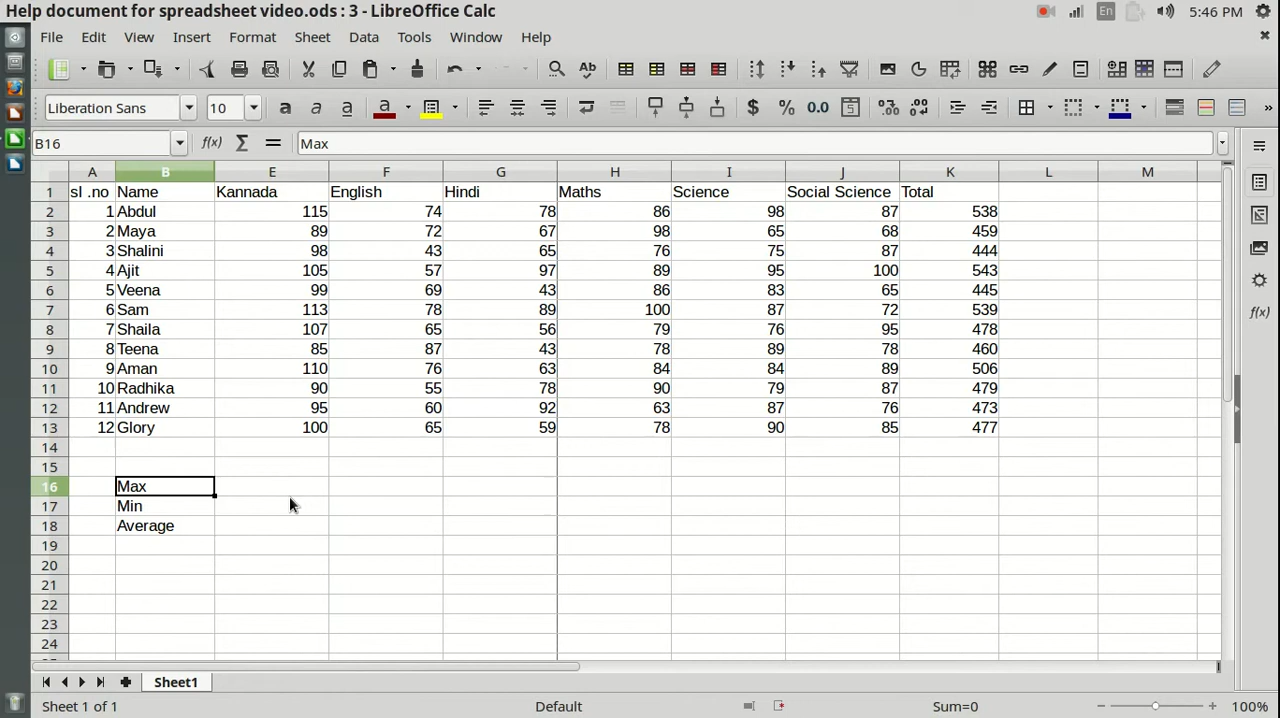 Help document for spreadsheet video.ods : 3 - LibreOffice Calc En 5:46 PM
File Edit View Insert Format Sheet Data Tools Window Help
Liberation Sans 10 a a a a $ % 0.0 »
B16 f(x) Σ = Max
A B E F G H I J K L M
1 sl .no Name Kannada English Hindi Maths Science Social Science Total
2 1 Abdul 115 74 78 86 98 87 538
3 2 Maya 89 72 67 98 65 68 459
4 3 Shalini 98 43 65 76 75 87 444
5 4 Ajit 105 57 97 89 95 100 543
6 5 Veena 99 69 43 86 83 65 445
7 6 Sam 113 78 89 100 87 72 539
8 7 Shaila 107 65 56 79 76 95 478
9 8 Teena 85 87 43 78 89 78 460
10 9 Aman 110 76 63 84 84 89 506
11 10 Radhika 90 55 78 90 79 87 479
12 11 Andrew 95 60 92 63 87 76 473
13 12 Glory 100 65 59 78 90 85 477
14
15
16 Max
17 Min
18 Average
19
20
21
22
23
24
Sheet1
Sheet 1 of 1 Default Sum=0 100%